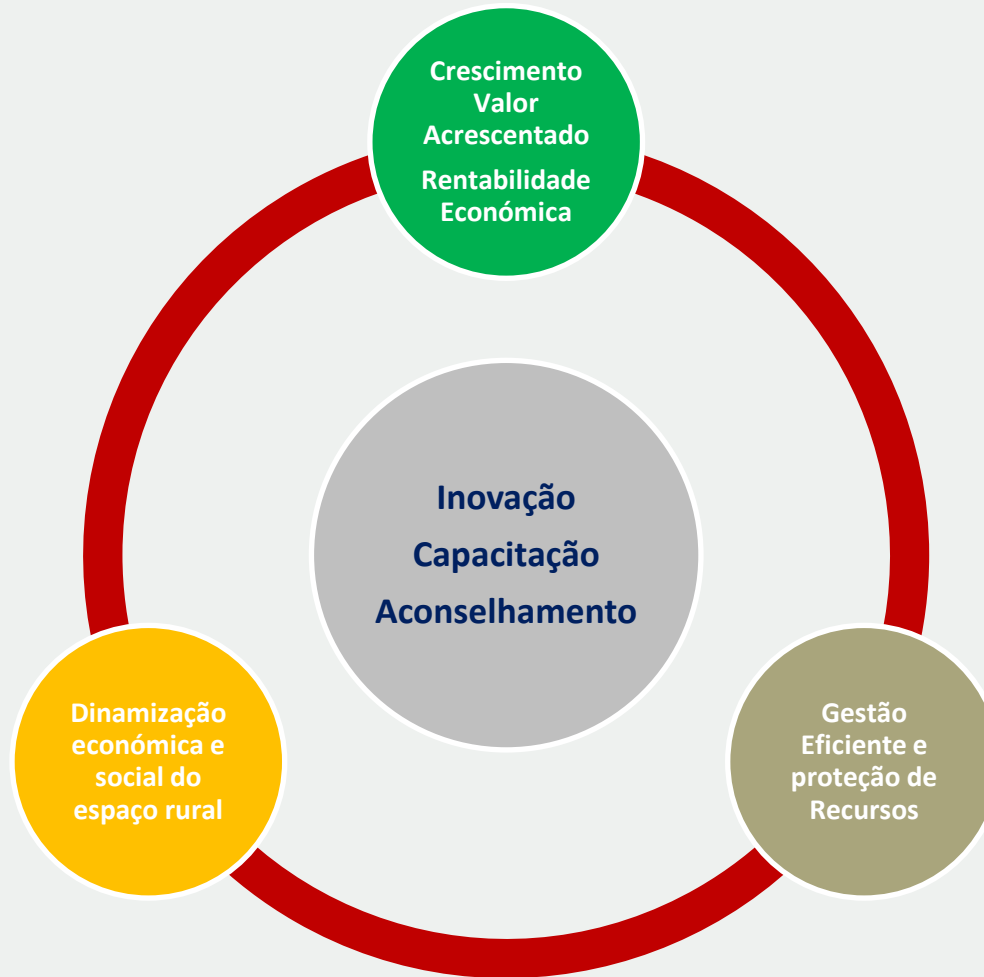 Crescimento
Valor
Acrescentado
Rentabilidade
Económica
Inovação
Capacitação
Aconselhamento
Dinamização
económica e
social do
espaço rural
Gestão
Eficiente e
proteção de
Recursos